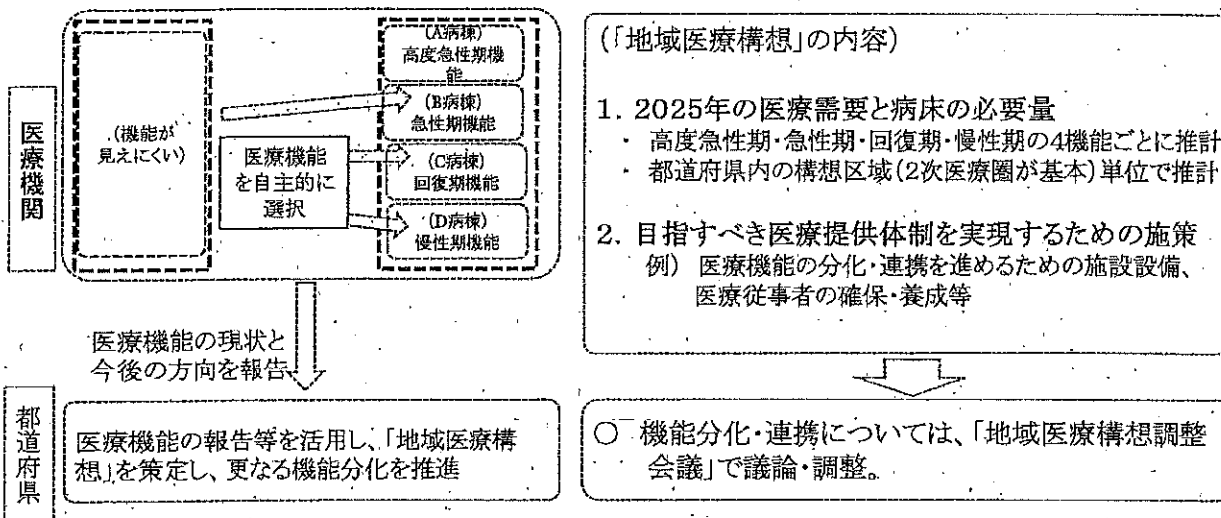 医療機関
(機能が
見えにくい)
医療機能
を自主的に
選択
(A病棟)
高度急性期機
能
(B病棟)
急性期機能
(C病棟)
回復期機能
(D病棟)
慢性期機能
医療機能の現状と
今後の方向を報告
都道府県
医療機能の報告等を活用し、「地域医療構
想」を策定し、更なる機能分化を推進
(「地域医療構想」の内容)
1. 2025年の医療需要と病床の必要量
・ 高度急性期・急性期・回復期・慢性期の4機能ごとに推計
・ 都道府県内の構想区域(2次医療圏が基本)単位で推計
2. 目指すべき医療提供体制を実現するための施策
例) 医療機能の分化・連携を進めるための施設設備、
医療従事者の確保・養成等
○ 機能分化・連携については、「地域医療構想調整
会議」で議論・調整。